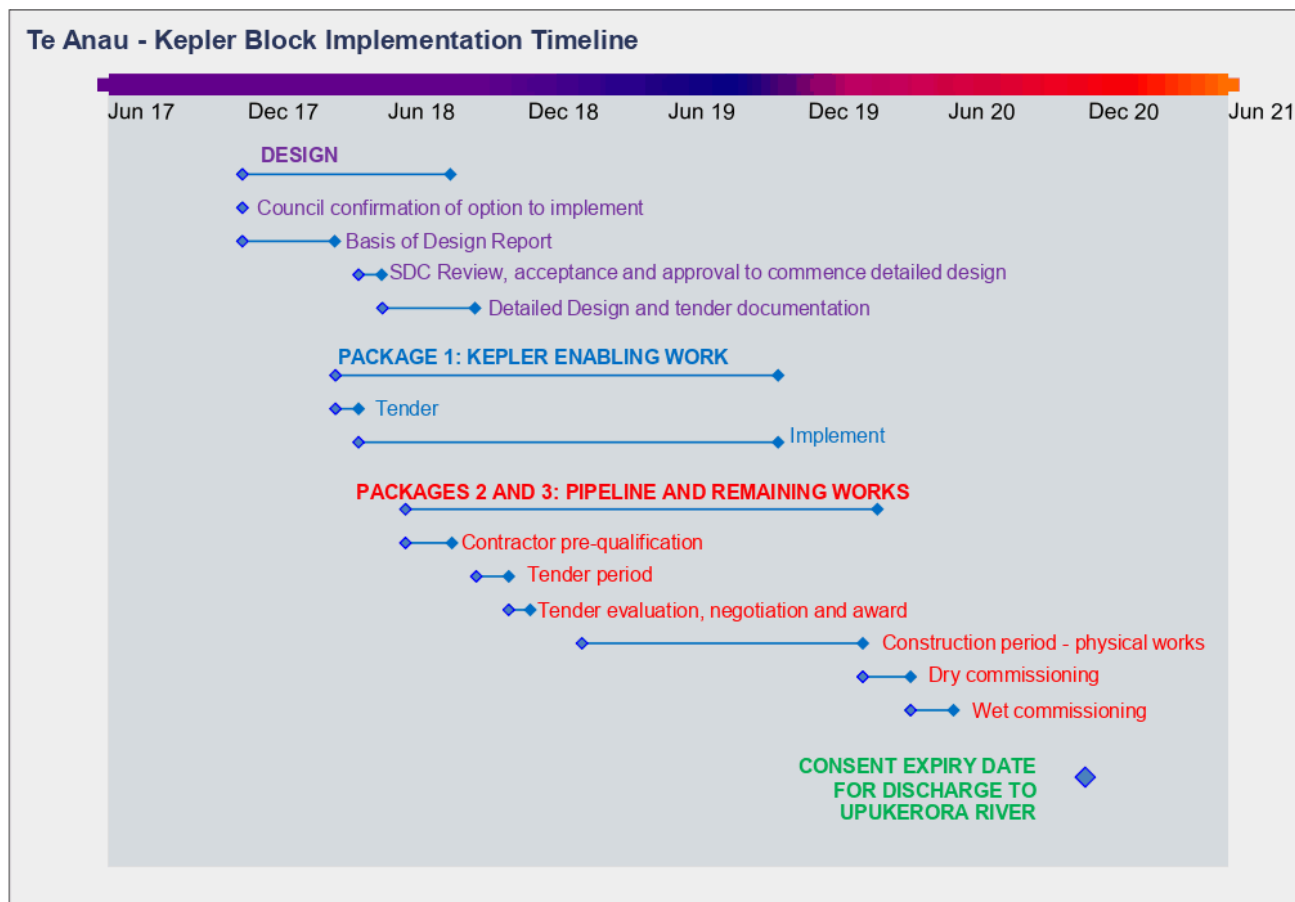 Te Anau - Kepler Block Implementation Timeline
Jun 17 Dec 17 Jun 18 Dec 18 Jun 19 Dec 19 Jun 20 Dec 20 Jun 21
DESIGN
Council confirmation of option to implement
Basis of Design Report
SDC Review, acceptance and approval to commence detailed design
Detailed Design and tender documentation
PACKAGE 1: KEPLER ENABLING WORK
Tender
Implement
PACKAGES 2 AND 3: PIPELINE AND REMAINING WORKS
Contractor pre-qualification
Tender period
Tender evaluation, negotiation and award
Construction period - physical works
Dry commissioning
Wet commissioning
CONSENT EXPIRY DATE
FOR DISCHARGE TO
UPUKERORA RIVER